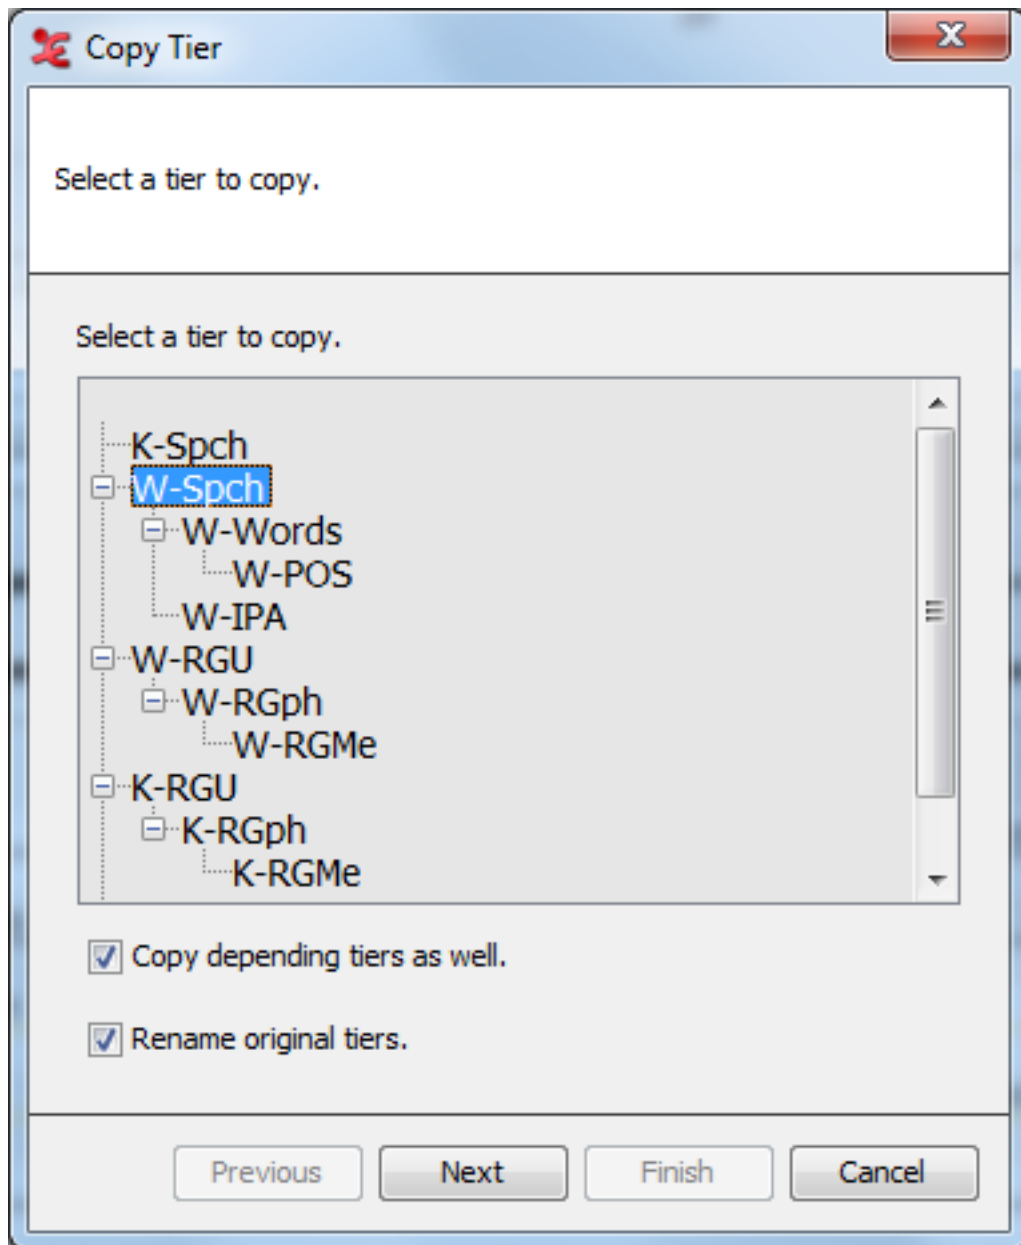 Copy Tier
Select a tier to copy.
Select a tier to copy.
K-Spch
W-Spch
W-Words
W-POS
W-IPA
W-RGU
W-RGph
W-RGMe
K-RGU
K-RGph
K-RGMe
Copy depending tiers as well.
Rename original tiers.
Previous Next Finish Cancel